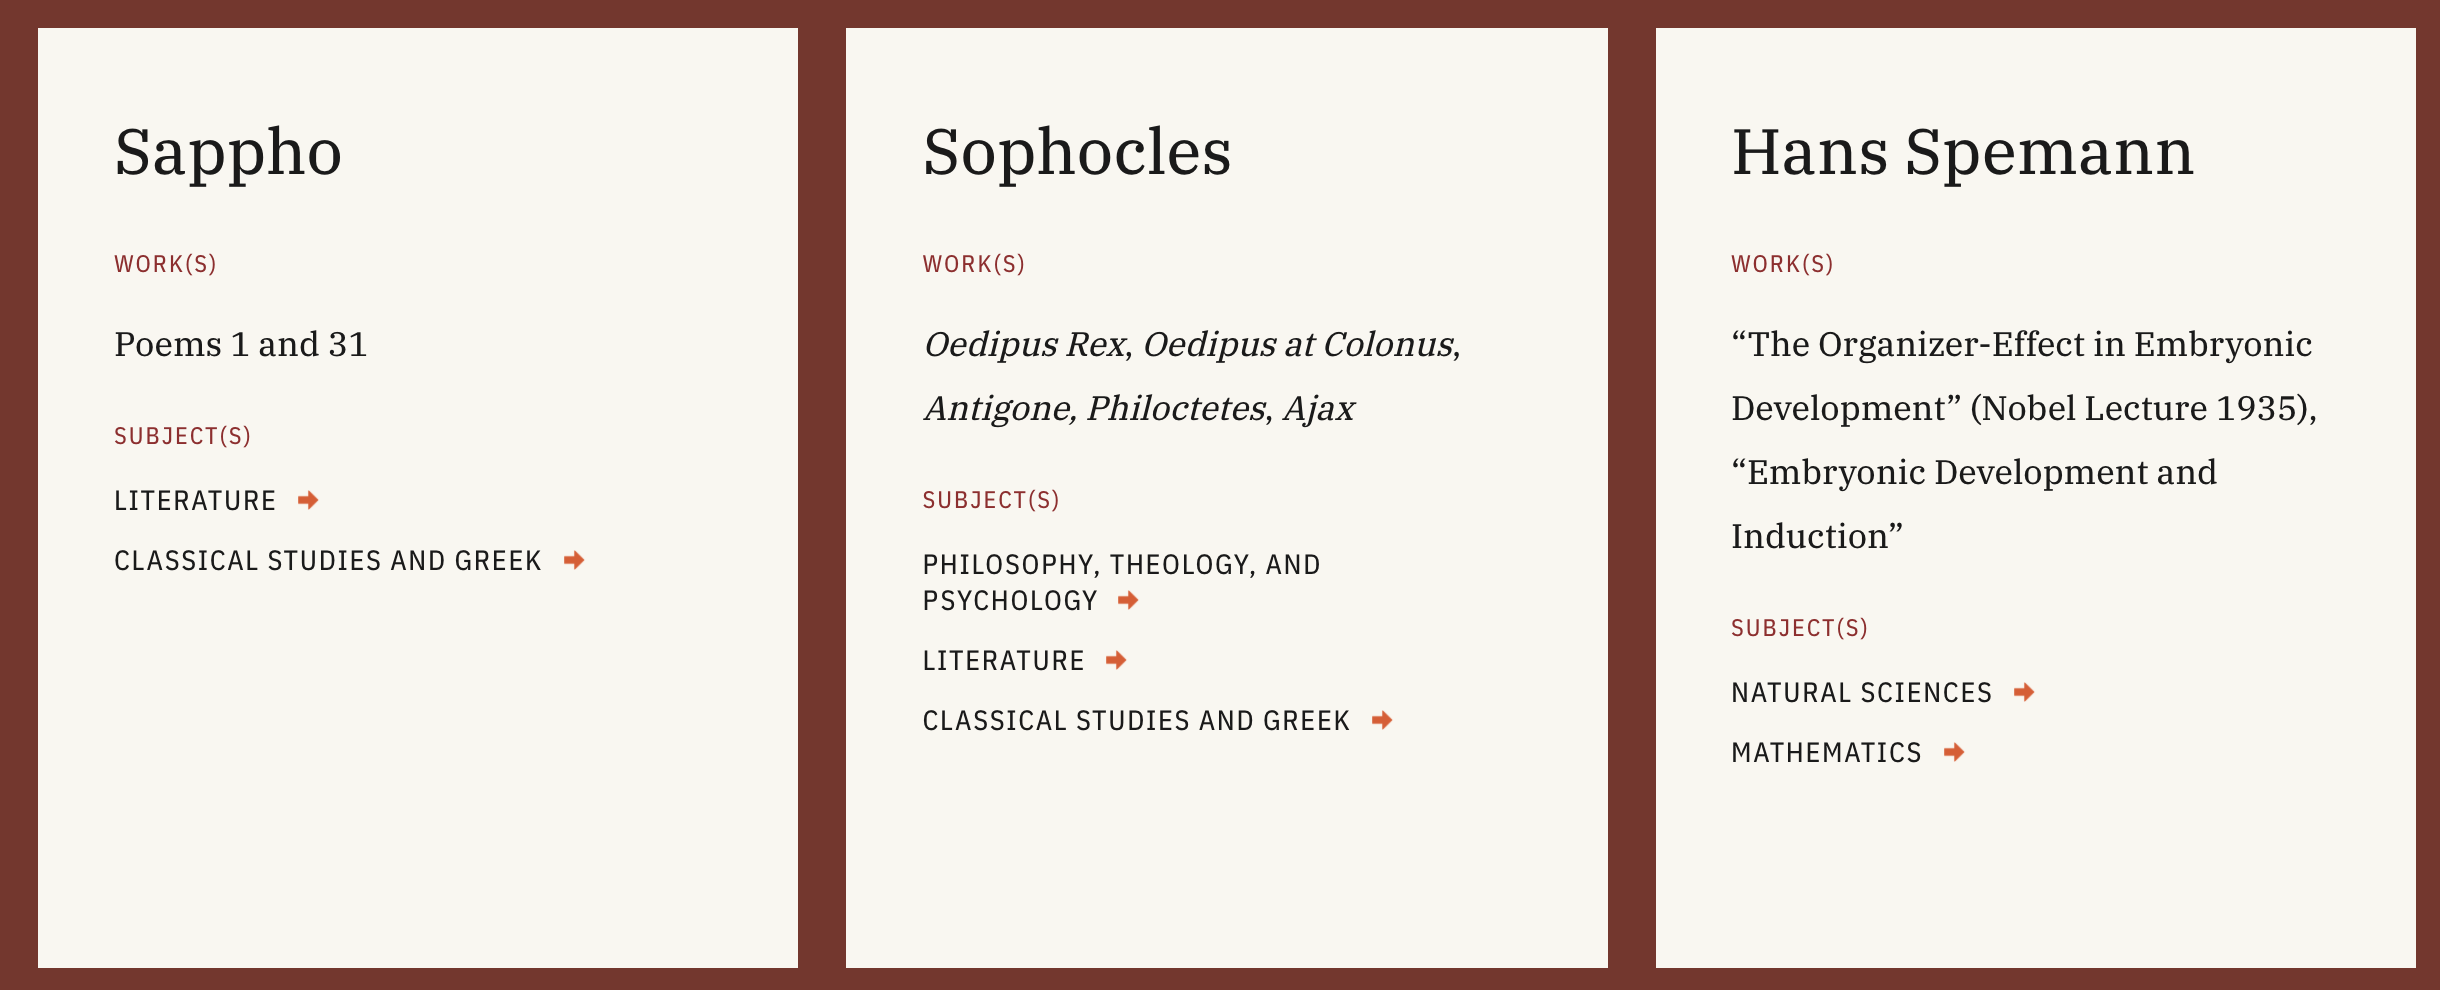 Sappho
WORK(S)
Poems 1 and 31
SUBJECT(S)
LITERATURE
CLASSICAL STUDIES AND GREEK
Sophocles
WORK(S)
Oedipus Rex, Oedipus at Colonus,
Antigone, Philoctetes, Ajax
SUBJECT(S)
PHILOSOPHY, THEOLOGY, AND
PSYCHOLOGY
LITERATURE
CLASSICAL STUDIES AND GREEK
Hans Spemann
WORK(S)
“The Organizer-Effect in Embryonic
Development” (Nobel Lecture 1935),
“Embryonic Development and
Induction”
SUBJECT(S)
NATURAL SCIENCES
MATHEMATICS